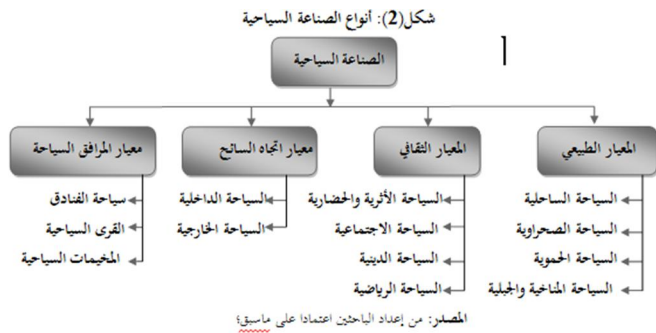 شكل(2): أنواع الصناعة السياحية
الصناعة السياحية
المعيار الطبيعي
المعيار الثقافي
معيار اتجاه السائح
معيار المرافق السياحة
السياحة الساحلية
السياحة الصحراوية
السياحة الحموية
السياحة المناخية والجبلية
السياحة الأثرية والحضارية
السياحة الاجتماعية
السياحة الدينية
السياحة الرياضية
السياحة الداخلية
السياحة الخارجية
سياحة الفنادق
القرى السياحية
المخيمات السياحية
المصدر: من إعداد الباحثين اعتمادا على ماسبق؛